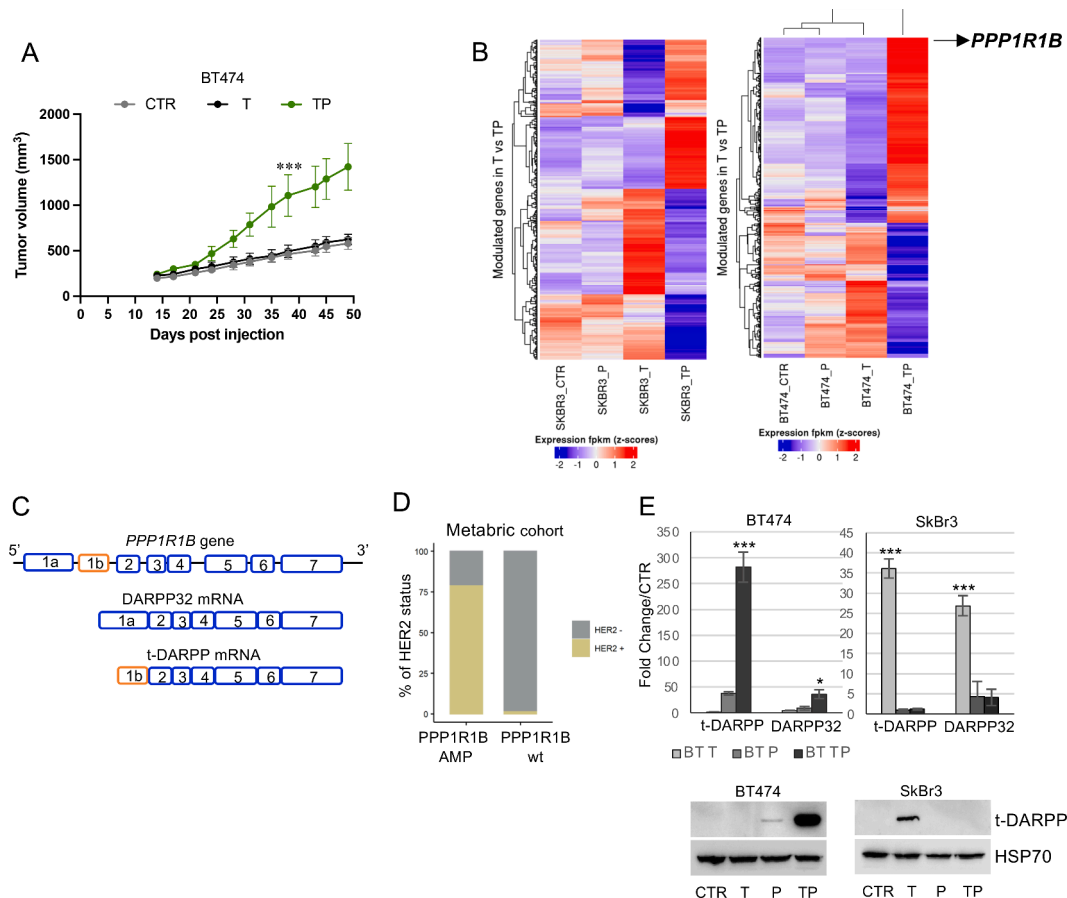 A
BT474
CTR T TP
Tumor volume (mm³)
2000
1500
1000
500
0
***
0 5 10 15 20 25 30 35 40 45 50
Days post injection
B
PPP1R1B
Modulated genes in T vs TP
Modulated genes in T vs TP
SKBR3_CTR
SKBR3_P
SKBR3_T
SKBR3_TP
BT474_CTR
BT474_P
BT474_T
BT474_TP
Expression fpkm (z-scores)
-2 -1 0 1 2
Expression fpkm (z-scores)
-2 -1 0 1 2
C
PPP1R1B gene
5’ 3’
1a 1b 2 3 4 5 6 7
DARPP32 mRNA
1a 2 3 4 5 6 7
t-DARPP mRNA
1b 2 3 4 5 6 7
D
Metabric cohort
% of HER2 status
100
75
50
25
0
HER2 -
HER2 +
PPP1R1B
AMP
PPP1R1B
wt
E
BT474
Fold Change/CTR
350
300
250
200
150
100
50
0
***
*
t-DARPP DARPP32
SkBr3
45
40
35
30
25
20
15
10
5
0
***
***
t-DARPP DARPP32
BT T BT P BT TP
BT474
SkBr3
t-DARPP
HSP70
CTR T P TP
CTR T P TP